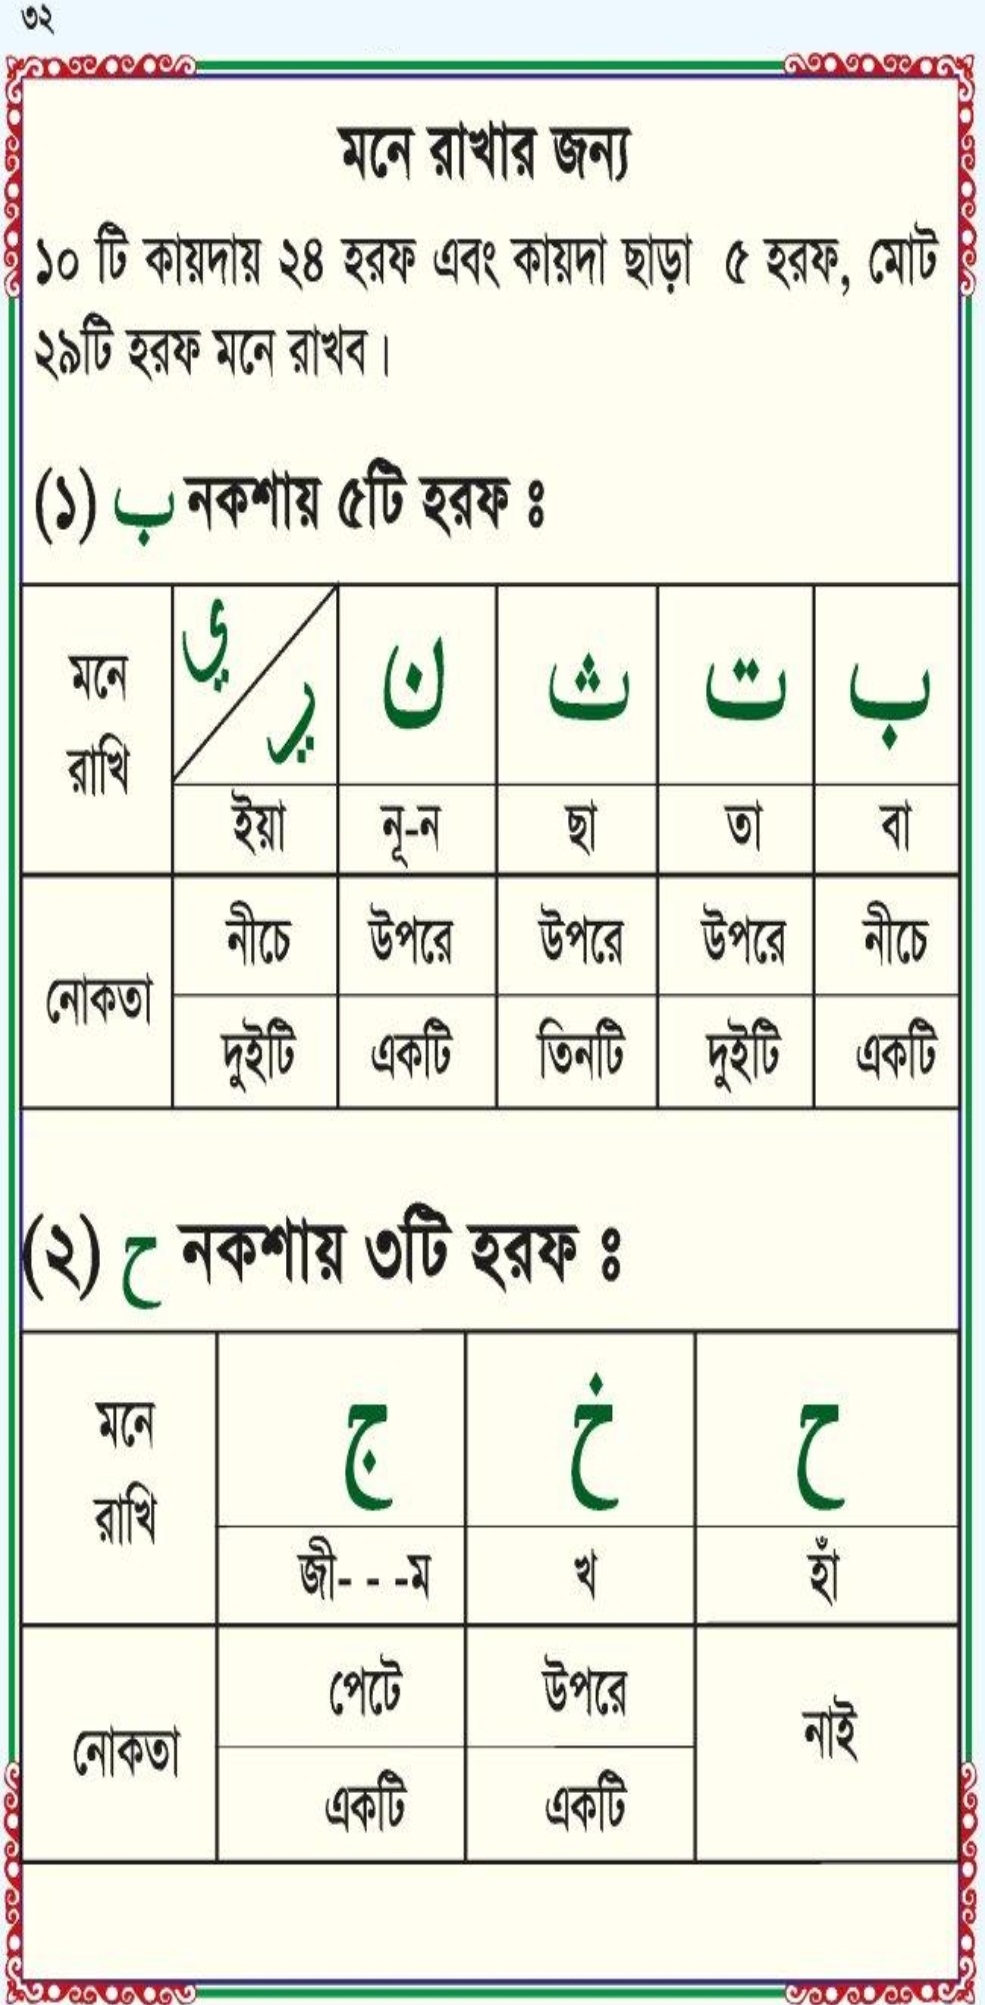 ৩২
মনে রাখার জন্য
১০ টি কায়দায় ২৪ হরফ এবং কায়দা ছাড়া ৫ হরফ, মোট
২৯টি হরফ মনে রাখব।
(১) ب নকশায় ৫টি হরফ ঃ
মনে রাখি ي ڕ ن ث ت ب
ইয়া নূ-ন ছা তা বা
নোকতা নীচে উপরে উপরে উপরে নীচে
দুইটি একটি তিনটি দুইটি একটি
(২) ح নকশায় ৩টি হরফ ঃ
মনে রাখি ج خ ح
জী- - -ম খ হাঁ
নোকতা পেটে উপরে নাই
একটি একটি